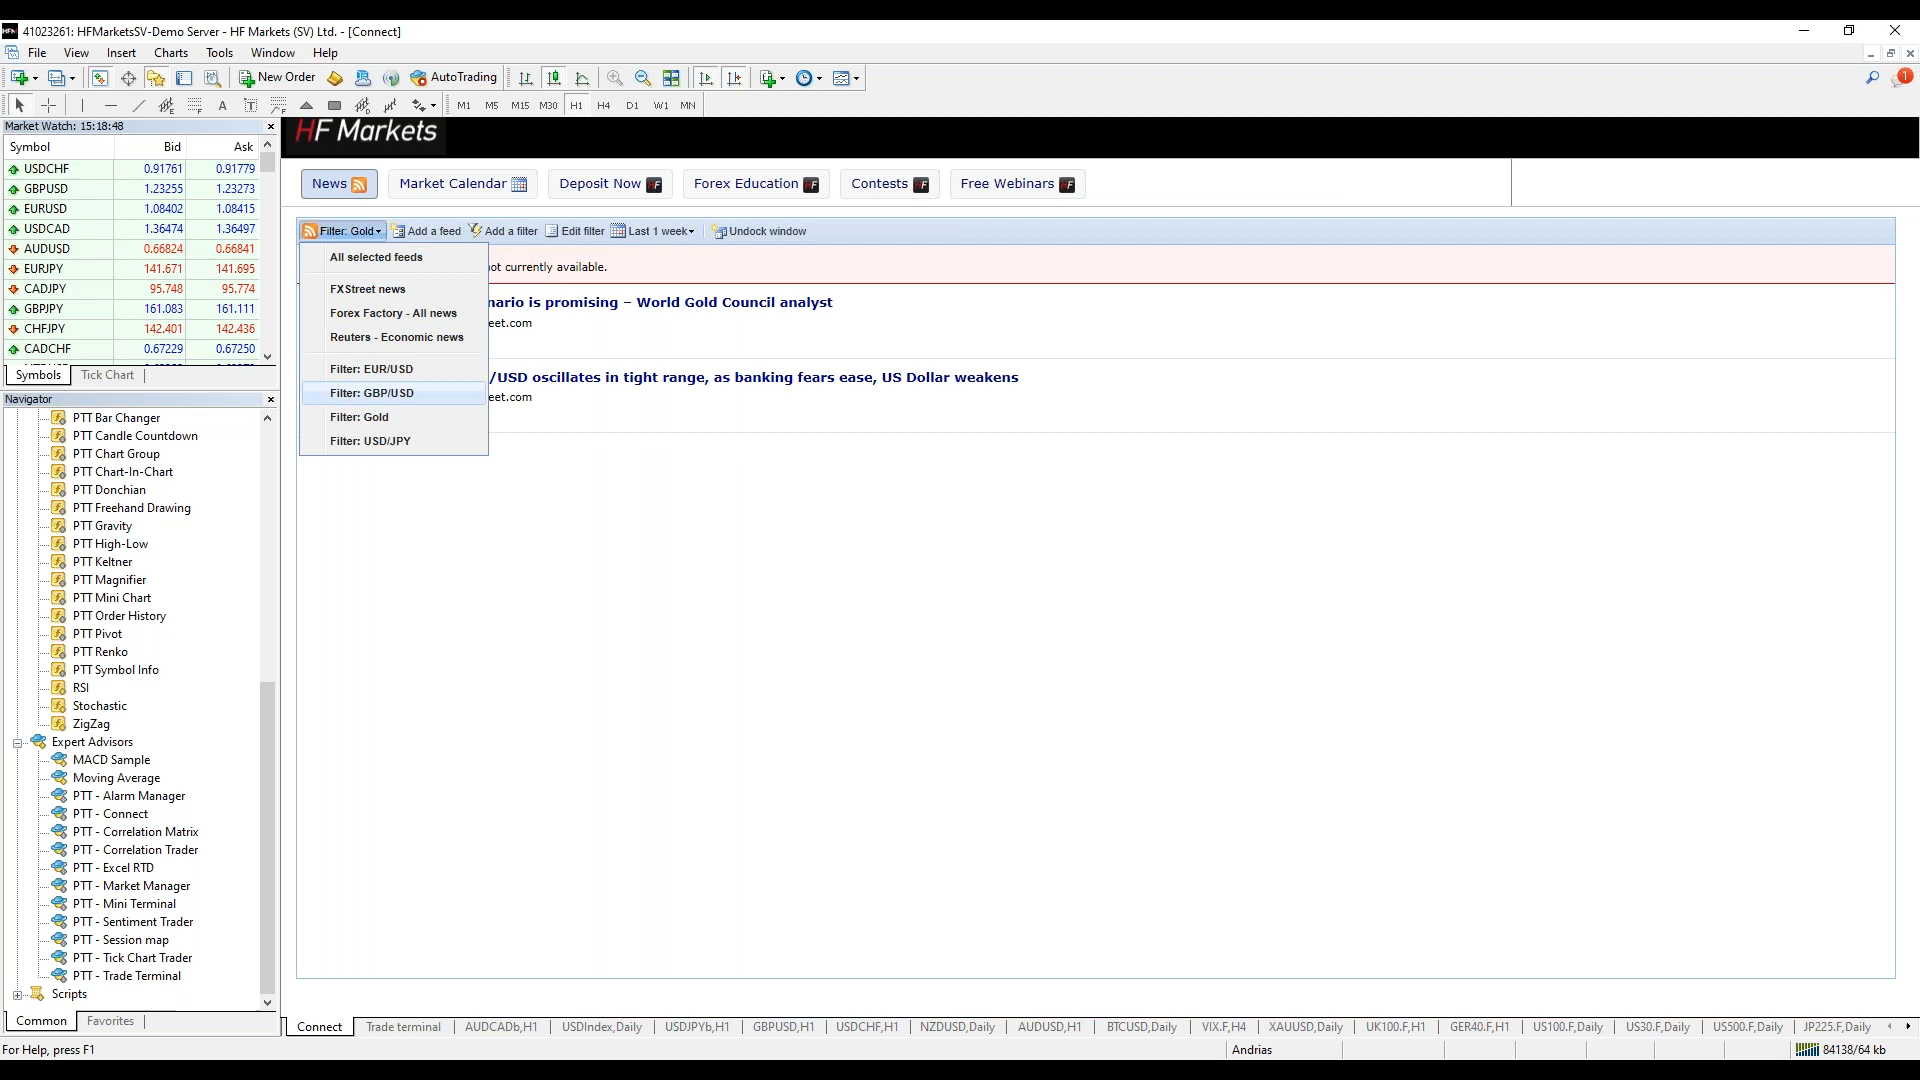 41023261: HFMarketsSV-Demo Server - HF Markets (SV) Ltd. - [Connect]
File View Insert Charts Tools Window Help
New Order AutoTrading 1
A T M1 M5 M15 M30 H1 H4 D1 W1 MN
Market Watch: 15:18:48
Symbol Bid Ask
USDCHF 0.91761 0.91779
GBPUSD 1.23255 1.23273
EURUSD 1.08402 1.08415
USDCAD 1.36474 1.36497
AUDUSD 0.66824 0.66841
EURJPY 141.671 141.695
CADJPY 95.748 95.774
GBPJPY 161.083 161.111
CHFJPY 142.401 142.436
CADCHF 0.67229 0.67250
Symbols Tick Chart
Navigator
PTT Bar Changer
PTT Candle Countdown
PTT Chart Group
PTT Chart-In-Chart
PTT Donchian
PTT Freehand Drawing
PTT Gravity
PTT High-Low
PTT Keltner
PTT Magnifier
PTT Mini Chart
PTT Order History
PTT Pivot
PTT Renko
PTT Symbol Info
RSI
Stochastic
ZigZag
Expert Advisors
MACD Sample
Moving Average
PTT - Alarm Manager
PTT - Connect
PTT - Correlation Matrix
PTT - Correlation Trader
PTT - Excel RTD
PTT - Market Manager
PTT - Mini Terminal
PTT - Sentiment Trader
PTT - Session map
PTT - Tick Chart Trader
PTT - Trade Terminal
Scripts
Common Favorites
HF Markets
News Market Calendar Deposit Now HF Forex Education HF Contests HF Free Webinars HF
Filter: Gold Add a feed Add a filter Edit filter Last 1 week Undock window
All selected feeds
FXStreet news
Forex Factory - All news
Reuters - Economic news
Filter: EUR/USD
Filter: GBP/USD
Filter: Gold
Filter: USD/JPY
not currently available.
nario is promising – World Gold Council analyst
eet.com
/USD oscillates in tight range, as banking fears ease, US Dollar weakens
eet.com
Connect Trade terminal AUDCADb,H1 USDIndex,Daily USDJPYb,H1 GBPUSD,H1 USDCHF,H1 NZDUSD,Daily AUDUSD,H1 BTCUSD,Daily VIX.F,H4 XAUUSD,Daily UK100.F,H1 GER40.F,H1 US100.F,Daily US30.F,Daily US500.F,Daily JP225.F,Daily
For Help, press F1 Andrias 84138/64 kb